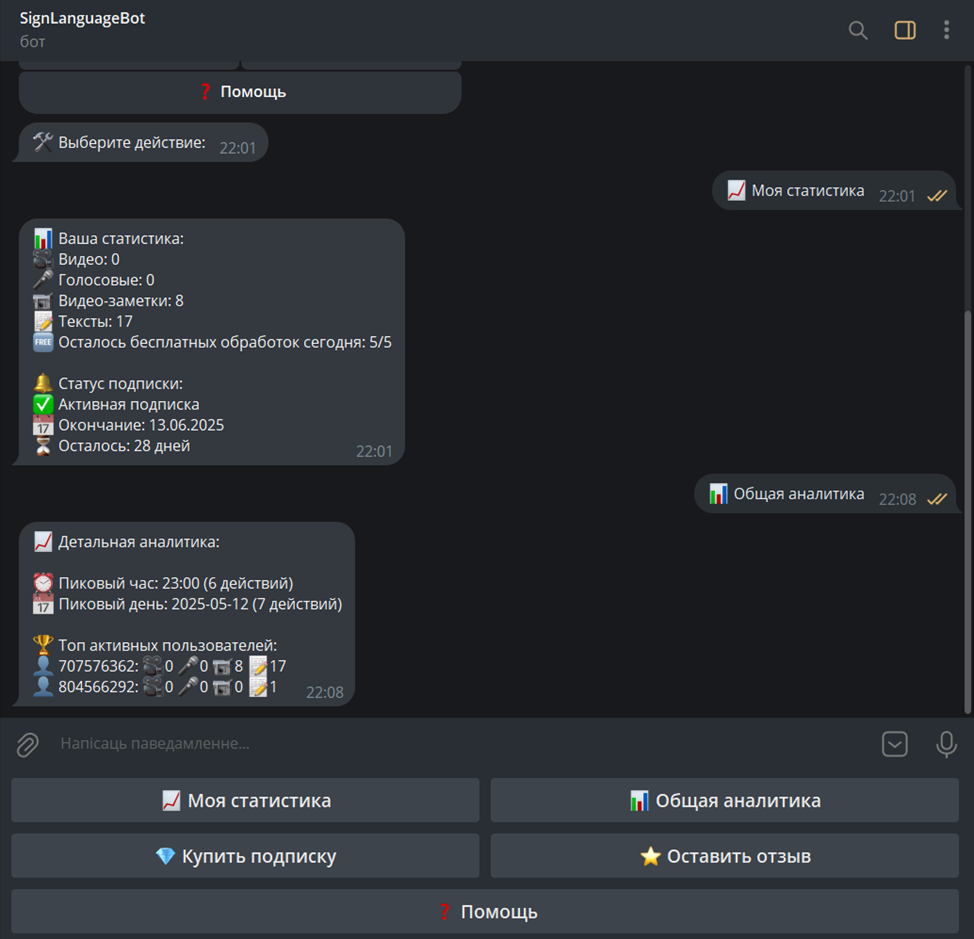 SignLanguageBot
бот
❓ Помощь
🛠 Выберите действие: 22:01
📈 Моя статистика 22:01
📊 Ваша статистика:
🎥 Видео: 0
🎤 Голосовые: 0
📹 Видео-заметки: 8
📝 Тексты: 17
🆓 Осталось бесплатных обработок сегодня: 5/5
🔔 Статус подписки:
✅ Активная подписка
📅 Окончание: 13.06.2025
⏳ Осталось: 28 дней 22:01
📊 Общая аналитика 22:08
📈 Детальная аналитика:
⏰ Пиковый час: 23:00 (6 действий)
📅 Пиковый день: 2025-05-12 (7 действий)
🏆 Топ активных пользователей:
👤 707576362: 🎥0 🎤0 📹8 📝17
👤 804566292: 🎥0 🎤0 📹0 📝1 22:08
Напісаць паведамленне...
📈 Моя статистика 📊 Общая аналитика
💎 Купить подписку ⭐ Оставить отзыв
❓ Помощь